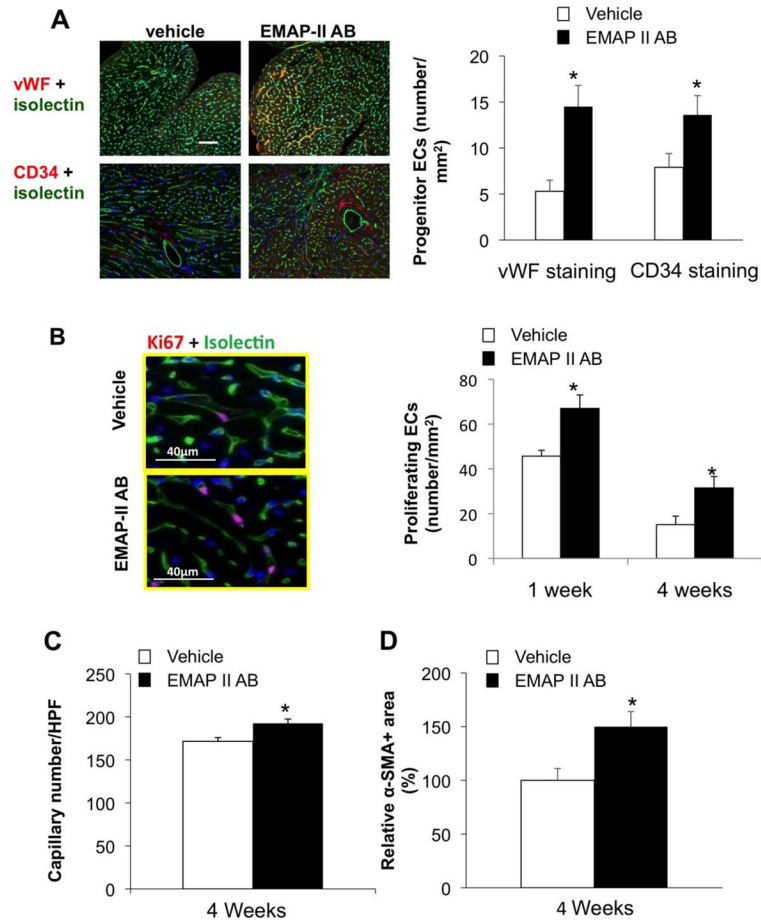 A
vehicle EMAP-II AB
vWF +
isolectin
CD34 +
isolectin
Vehicle
EMAP II AB
Progenitor ECs (number/
mm²)
20
15
10
5
0
*
*
vWF staining CD34 staining
B
Ki67 + Isolectin
Vehicle
40µm
EMAP-II AB
40µm
Vehicle
EMAP II AB
Proliferating ECs
(number/mm²)
80
60
40
20
0
*
*
1 week 4 weeks
C
Vehicle
EMAP II AB
Capillary number/HPF
250
200
150
100
50
0
*
4 Weeks
D
Vehicle
EMAP II AB
Relative α-SMA+ area
(%)
200
150
100
50
0
*
4 Weeks